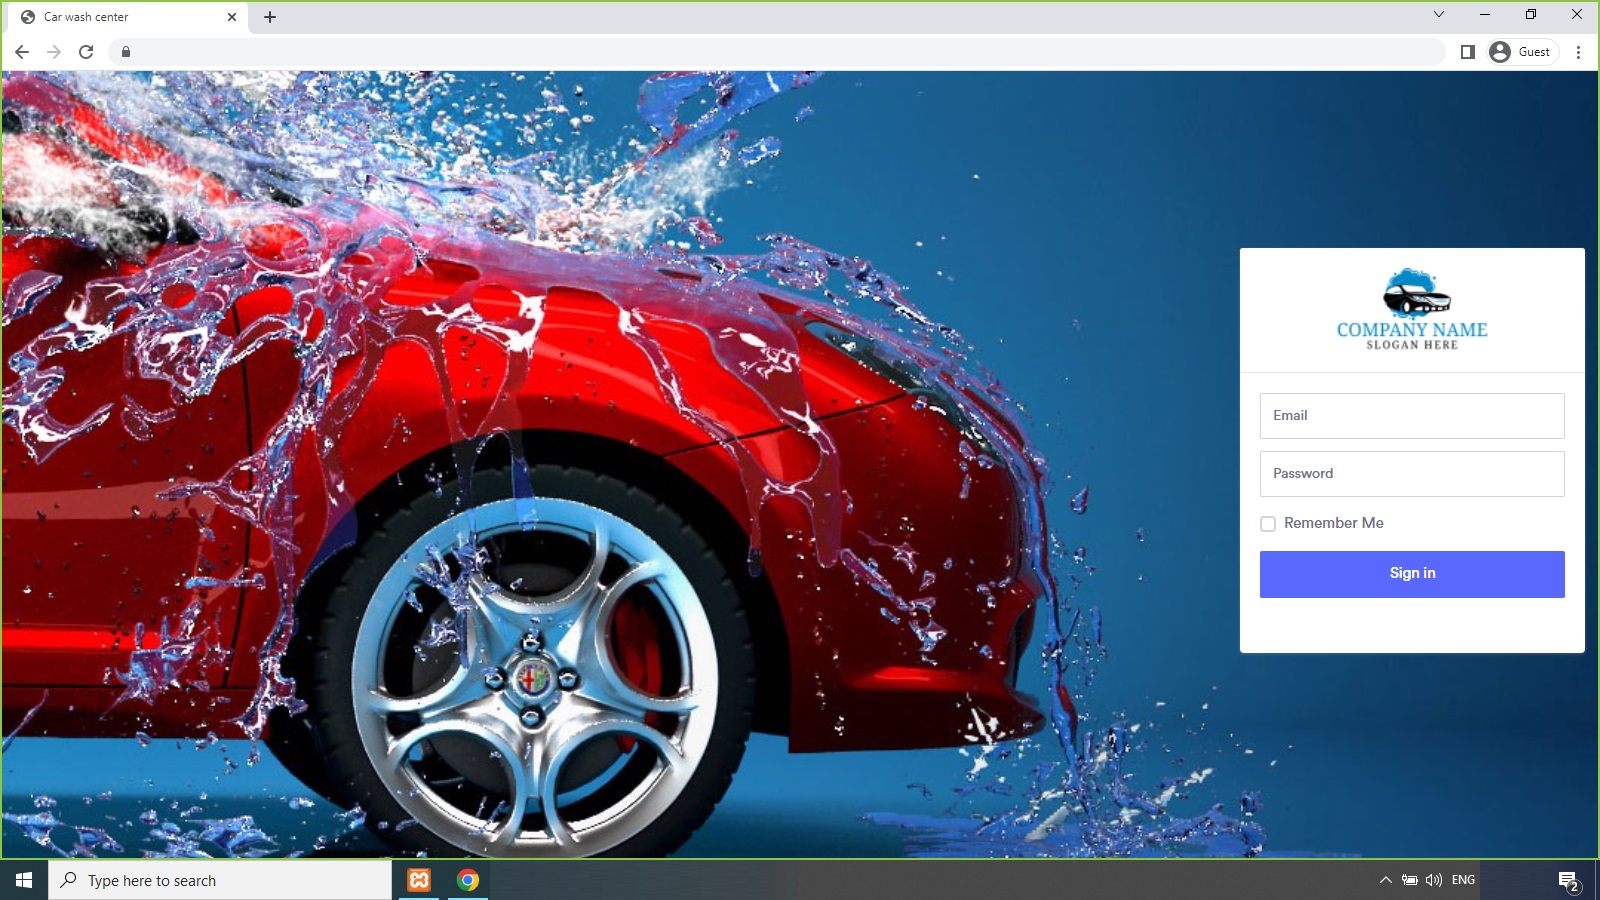 Car wash center
Guest
COMPANY NAME
SLOGAN HERE
Email
Password
Remember Me
Sign in
Type here to search
ENG
2